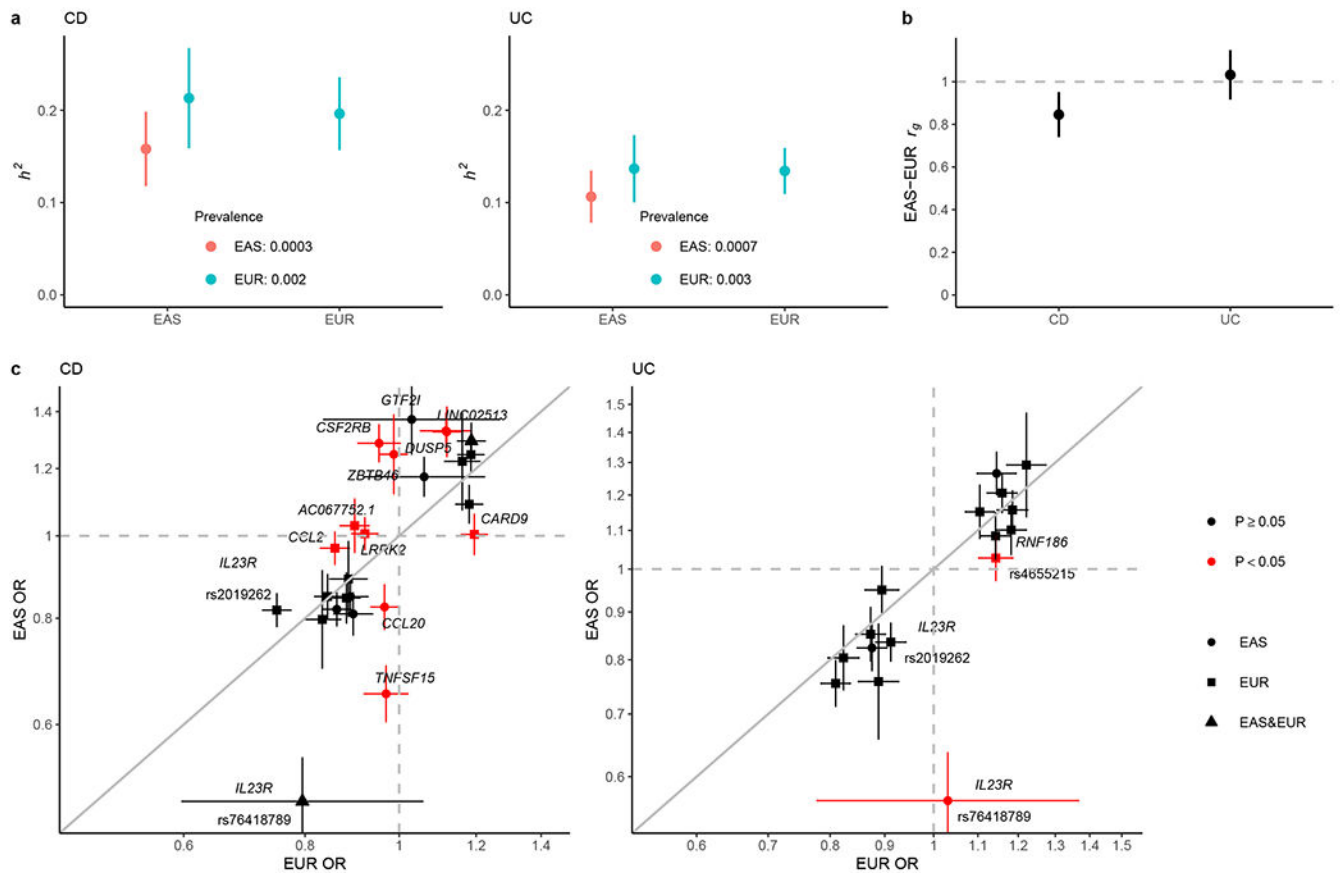 a
CD
h²
0.2
0.1
0.0
Prevalence
EAS: 0.0003
EUR: 0.002
EAS
EUR
UC
h²
0.2
0.1
0.0
Prevalence
EAS: 0.0007
EUR: 0.003
EAS
EUR
b
EAS−EUR rg
1
0.8
0.6
0.4
0.2
0
CD
UC
c
CD
EAS OR
1.4
1.2
1
0.8
0.6
GTF2I
LINC02513
CSF2RB
DUSP5
ZBTB46
AC067752.1
CARD9
CCL2
LRRK2
IL23R
rs2019262
CCL20
TNFSF15
IL23R
rs76418789
0.6
0.8
1
1.2
1.4
EUR OR
UC
EAS OR
1.5
1.4
1.3
1.2
1.1
1
0.9
0.8
0.7
0.6
RNF186
rs4655215
IL23R
rs2019262
IL23R
rs76418789
0.6
0.7
0.8
0.9
1
1.1
1.2
1.3
1.4
1.5
EUR OR
P ≥ 0.05
P < 0.05
EAS
EUR
EAS&EUR